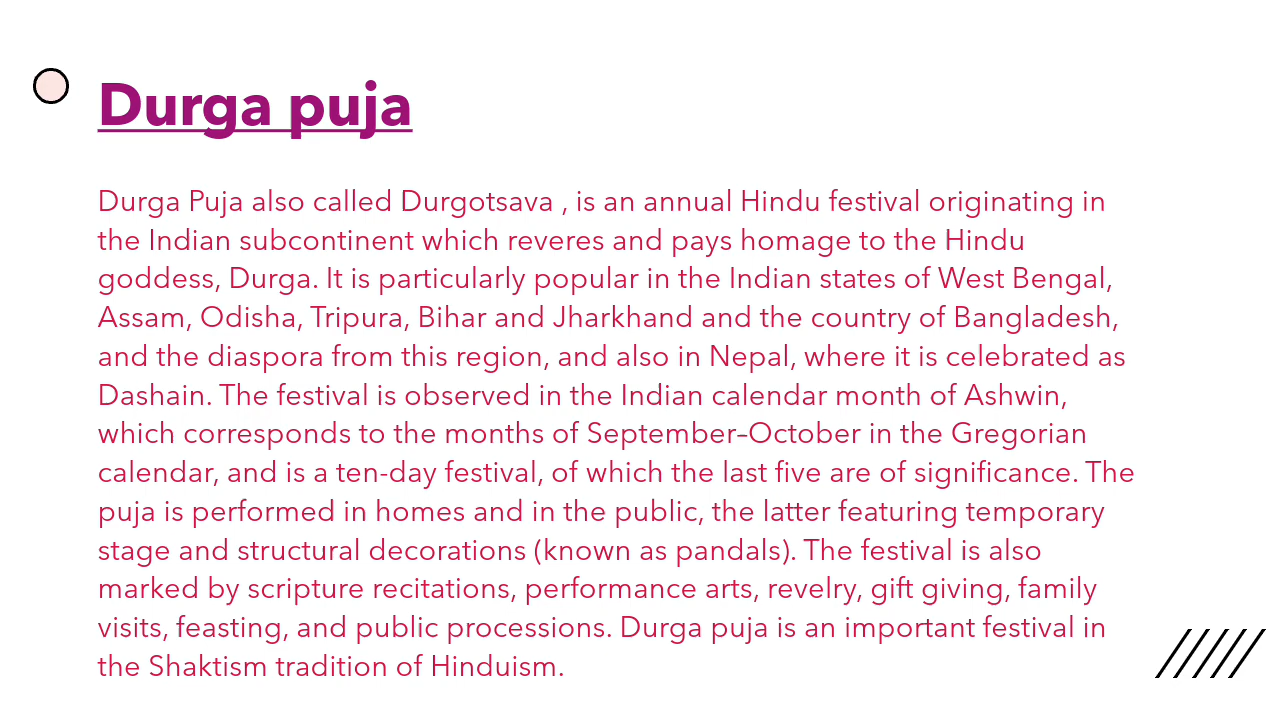 Durga puja
Durga Puja also called Durgotsava , is an annual Hindu festival originating in
the Indian subcontinent which reveres and pays homage to the Hindu
goddess, Durga. It is particularly popular in the Indian states of West Bengal,
Assam, Odisha, Tripura, Bihar and Jharkhand and the country of Bangladesh,
and the diaspora from this region, and also in Nepal, where it is celebrated as
Dashain. The festival is observed in the Indian calendar month of Ashwin,
which corresponds to the months of September–October in the Gregorian
calendar, and is a ten-day festival, of which the last five are of significance. The
puja is performed in homes and in the public, the latter featuring temporary
stage and structural decorations (known as pandals). The festival is also
marked by scripture recitations, performance arts, revelry, gift giving, family
visits, feasting, and public processions. Durga puja is an important festival in
the Shaktism tradition of Hinduism.